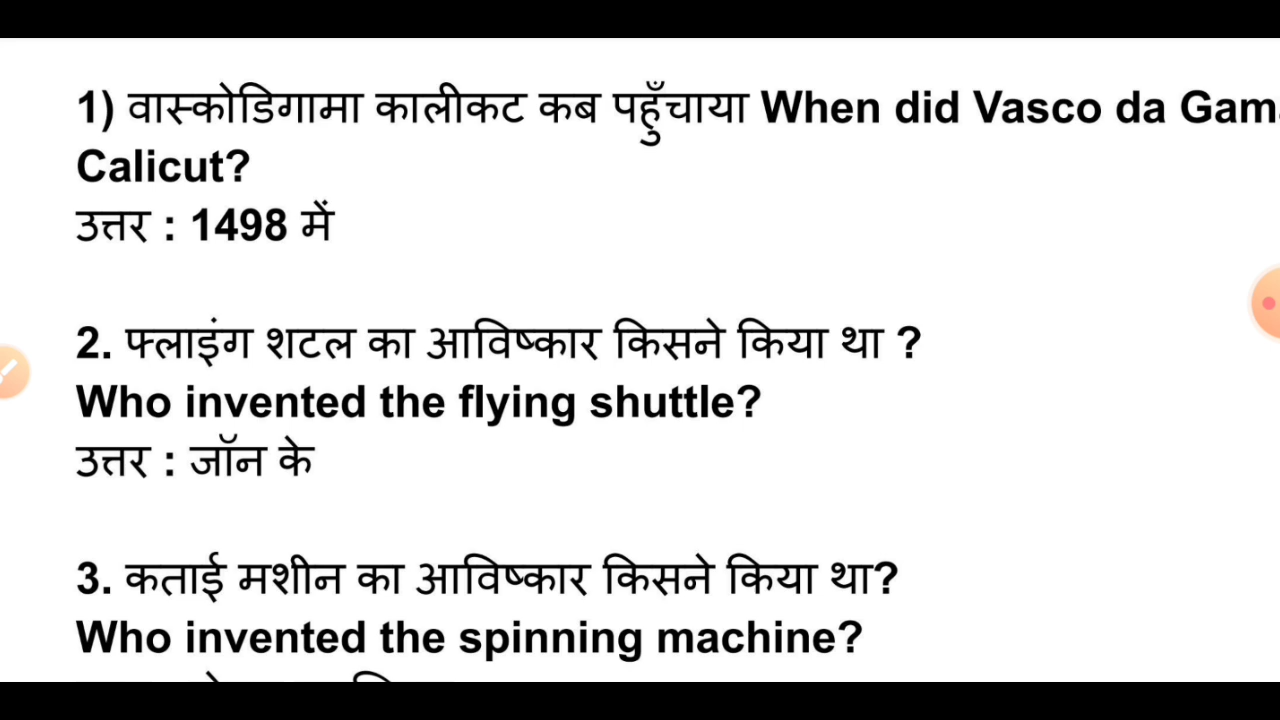 1) वास्कोडिगामा कालीकट कब पहुँचाया When did Vasco da
Calicut?
उत्तर : 1498 में
2. फ्लाइंग शटल का आविष्कार किसने किया था ?
Who invented the flying shuttle?
उत्तर : जॉन के
3. कताई मशीन का आविष्कार किसने किया था?
Who invented the spinning machine?